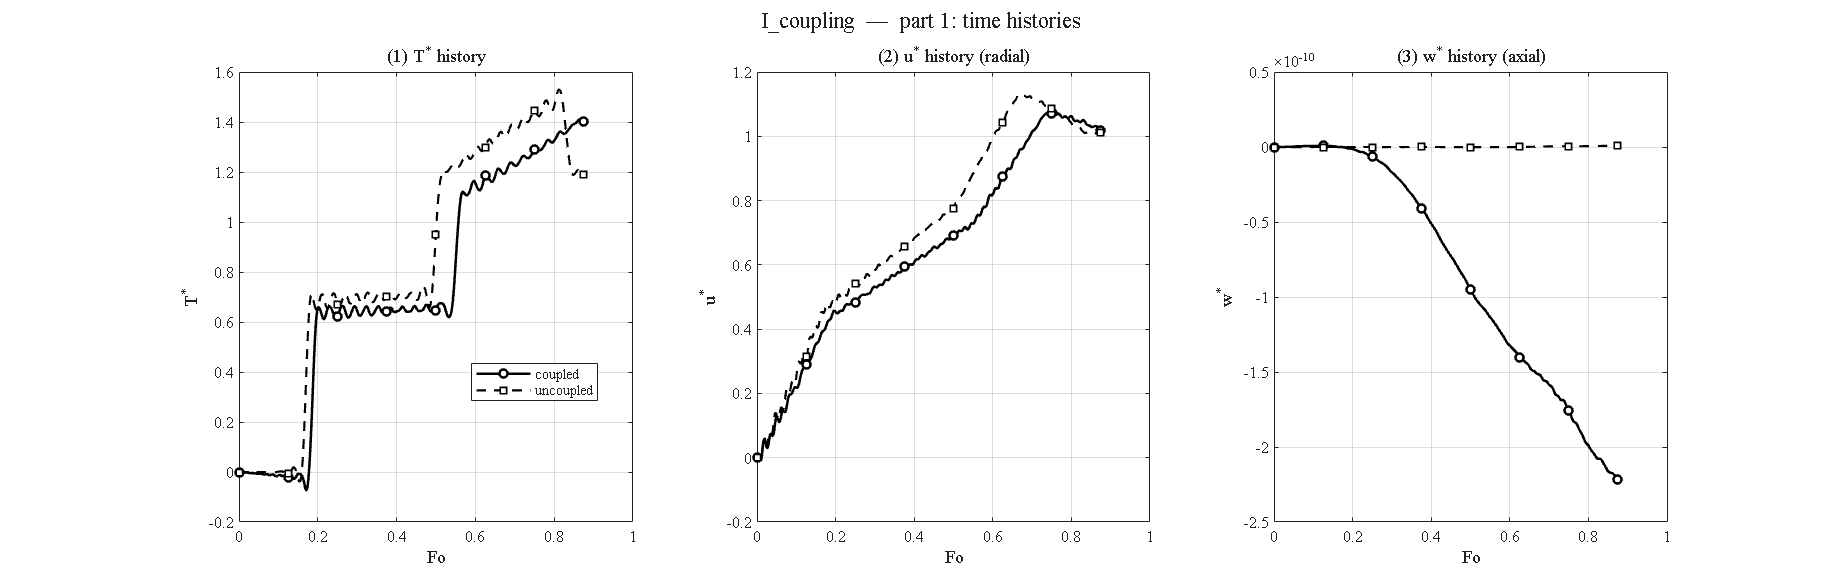 I_coupling — part 1: time histories
(1) T* history
1.6
1.4
1.2
1
0.8
0.6
0.4
0.2
0
-0.2
T*
0 0.2 0.4 0.6 0.8 1
Fo
coupled
uncoupled
(2) u* history (radial)
1.2
1
0.8
0.6
0.4
0.2
0
-0.2
u*
0 0.2 0.4 0.6 0.8 1
Fo
(3) w* history (axial)
×10^-10
0.5
0
-0.5
-1
-1.5
-2
-2.5
w*
0 0.2 0.4 0.6 0.8 1
Fo